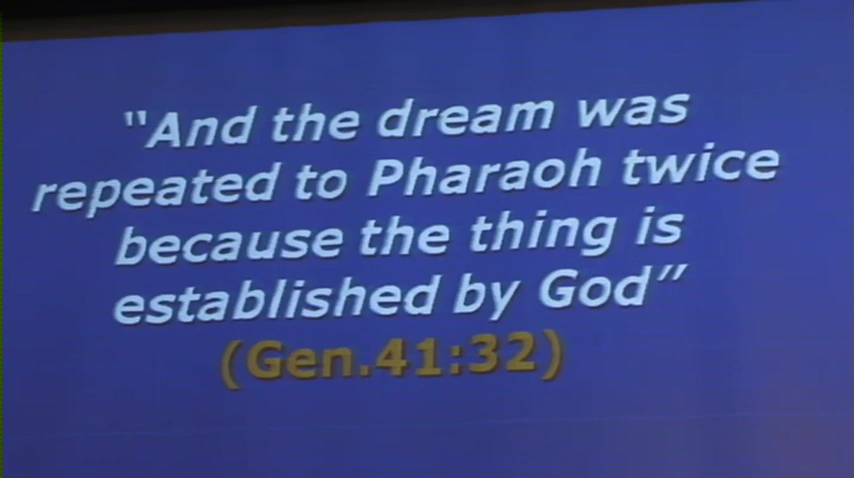 "And the dream was
repeated to Pharaoh twice
because the thing is
established by God"
(Gen.41:32)